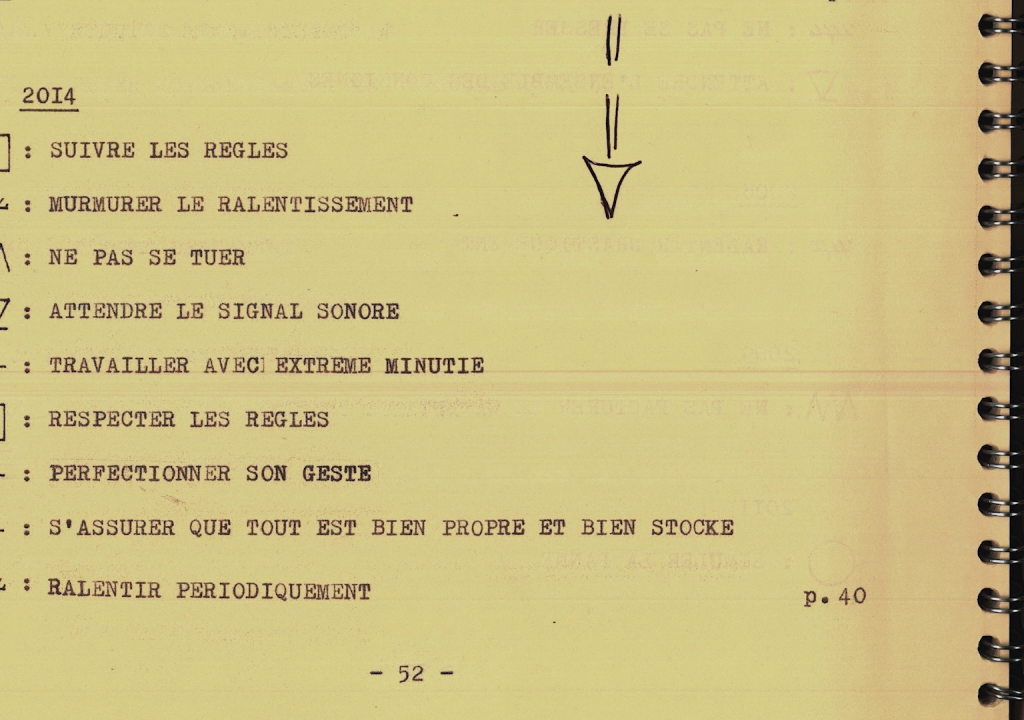 2014
: SUIVRE LES REGLES
: MURMURER LE RALENTISSEMENT
: NE PAS SE TUER
: ATTENDRE LE SIGNAL SONORE
: TRAVAILLER AVEC EXTREME MINUTIE
: RESPECTER LES REGLES
: PERFECTIONNER SON GESTE
: S'ASSURER QUE TOUT EST BIEN PROPRE ET BIEN STOCKE
: RALENTIR PERIODIQUEMENT
p.40
- 52 -